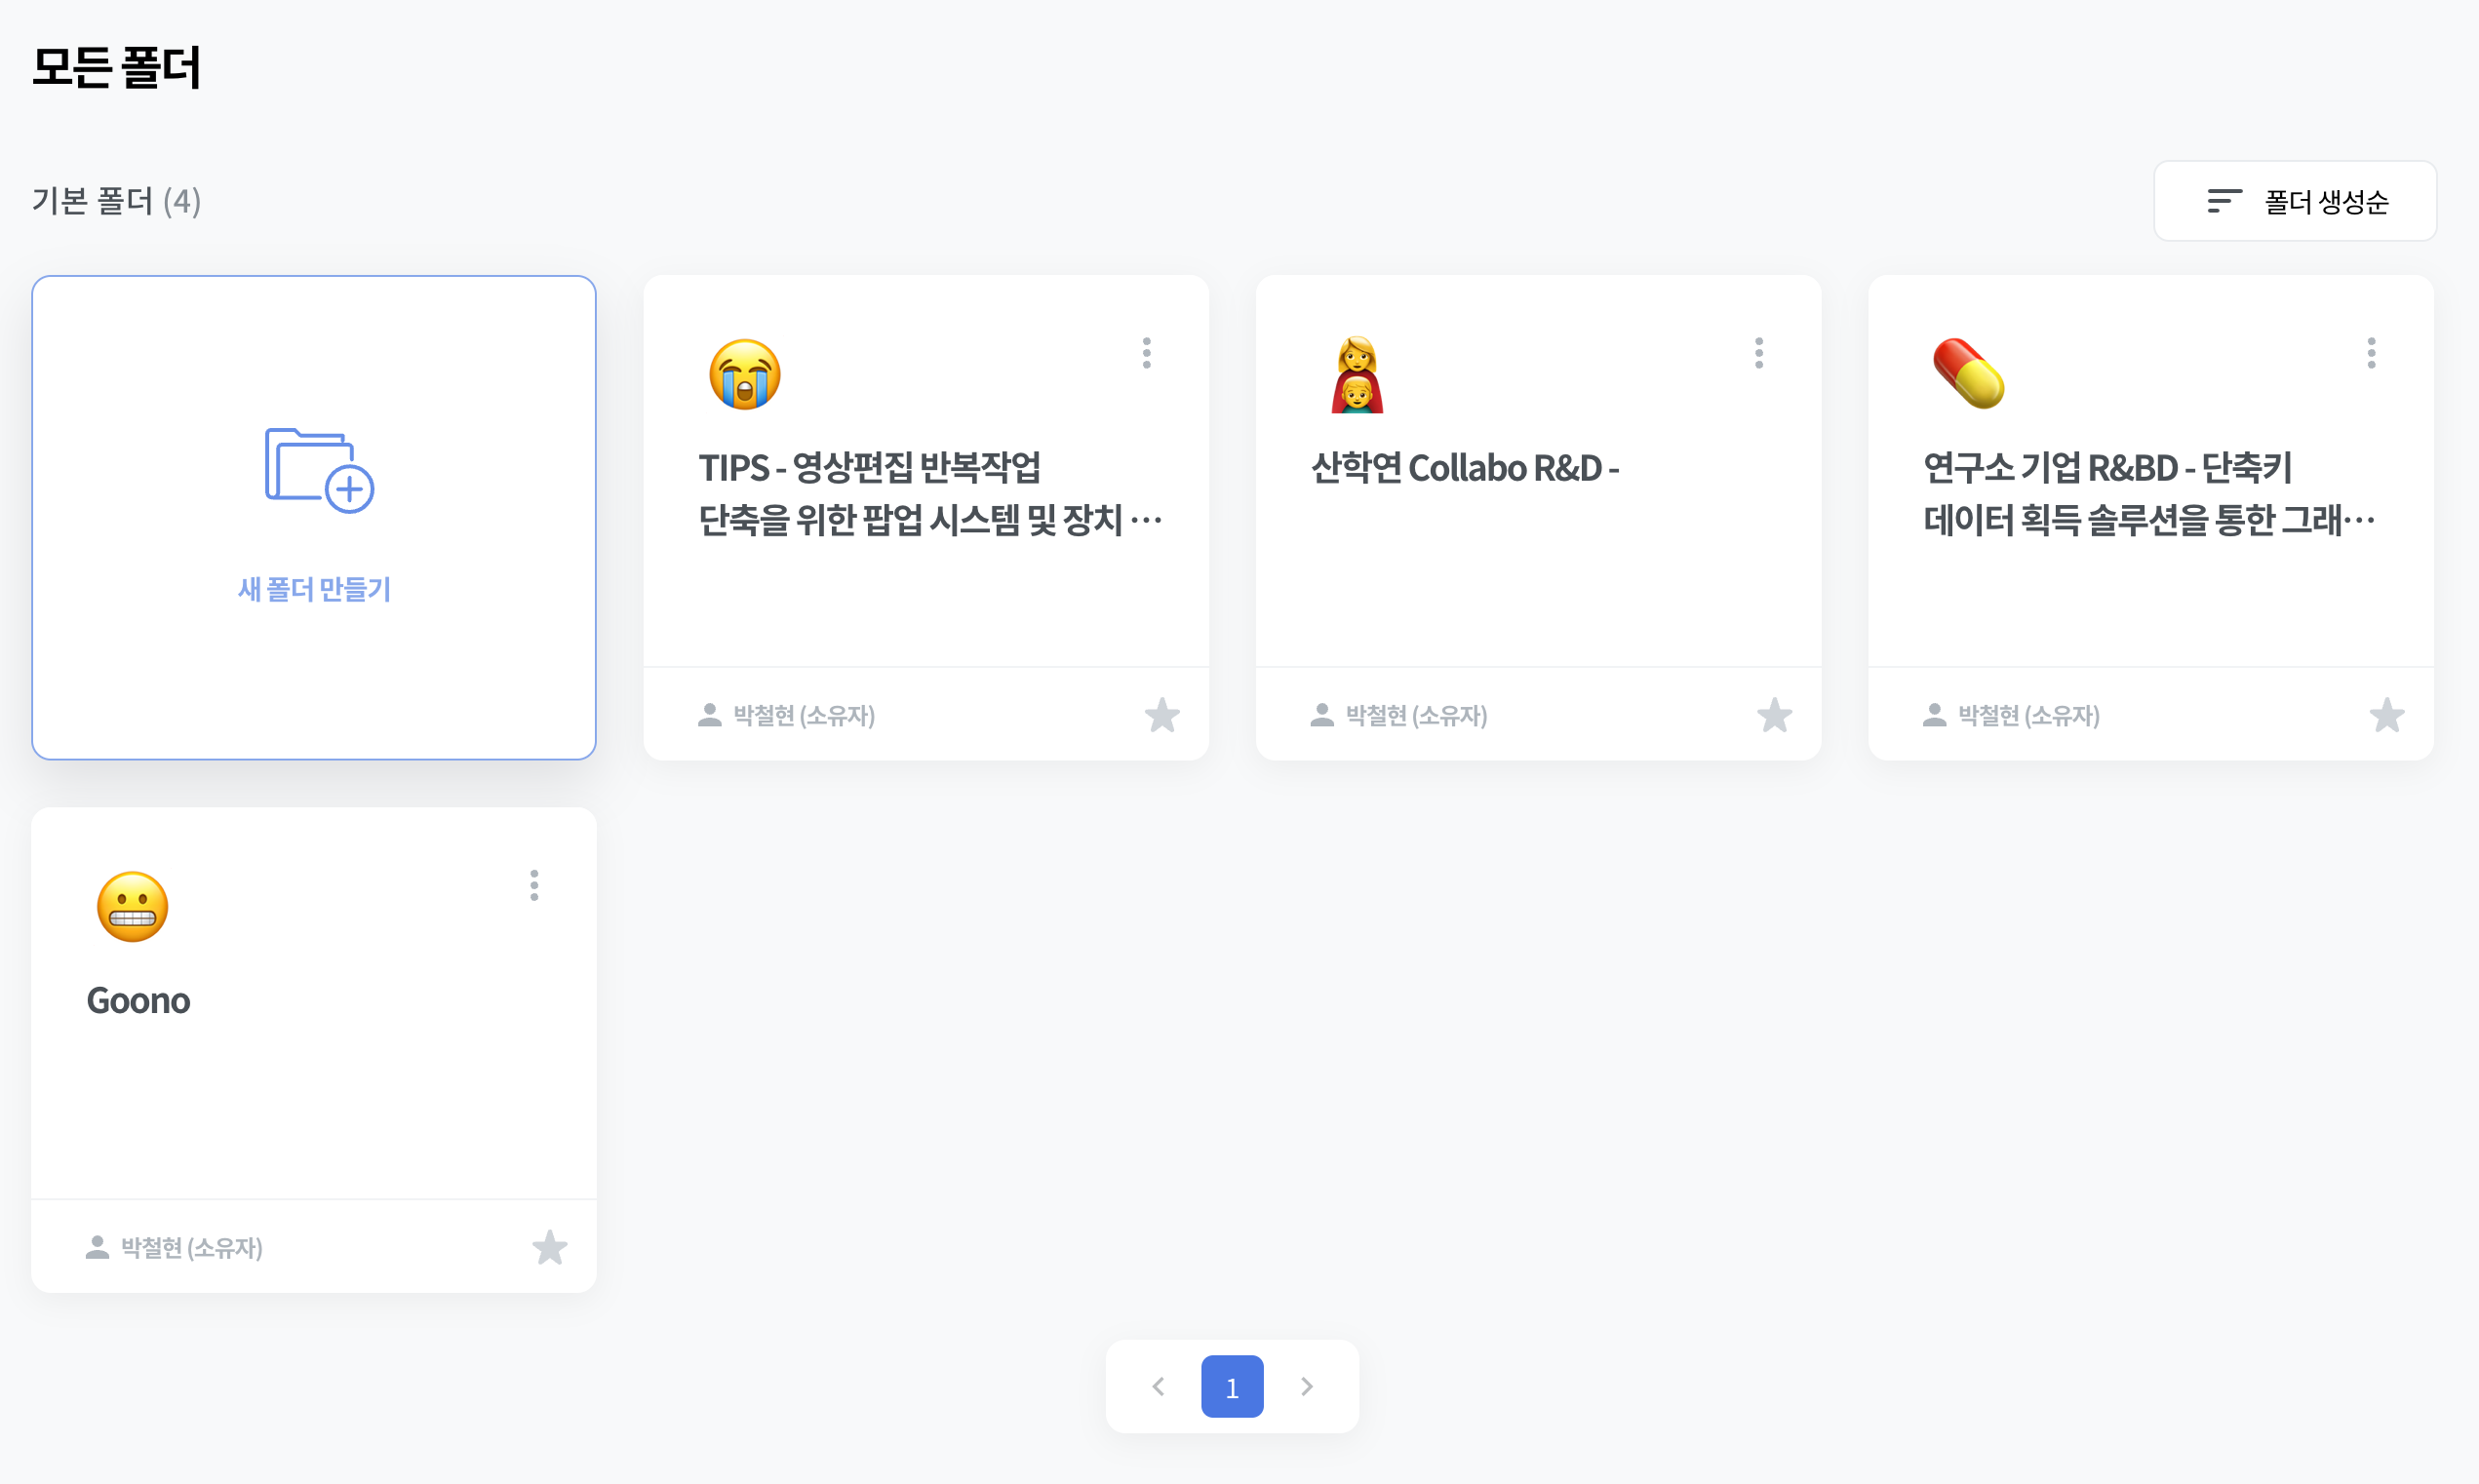 모든 폴더
기본 폴더 (4)
폴더 생성순
새 폴더 만들기
TIPS - 영상편집 반복작업
단축을 위한 팝업 시스템 및 장치 …
박철현 (소유자)
산학연 Collabo R&D -
박철현 (소유자)
연구소 기업 R&BD - 단축키
데이터 획득 솔루션을 통한 그래…
박철현 (소유자)
Goono
박철현 (소유자)
1